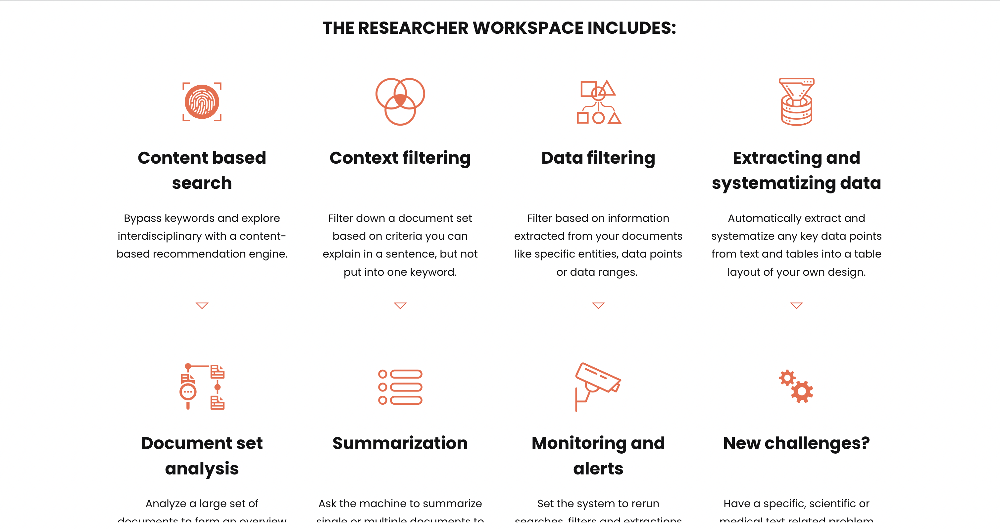 THE RESEARCHER WORKSPACE INCLUDES:
Content based
search
Bypass keywords and explore
interdisciplinary with a content-
based recommendation engine.
Context filtering
Filter down a document set
based on criteria you can
explain in a sentence, but not
put into one keyword.
Data filtering
Filter based on information
extracted from your documents
like specific entities, data points
or data ranges.
Extracting and
systematizing data
Automatically extract and
systematize any key data points
from text and tables into a table
layout of your own design.
Document set
analysis
Analyze a large set of
documents to form an overview
Summarization
Ask the machine to summarize
single or multiple documents to
Monitoring and
alerts
Set the system to rerun
searches, filters and extractions
New challenges?
Have a specific, scientific or
medical text related problem